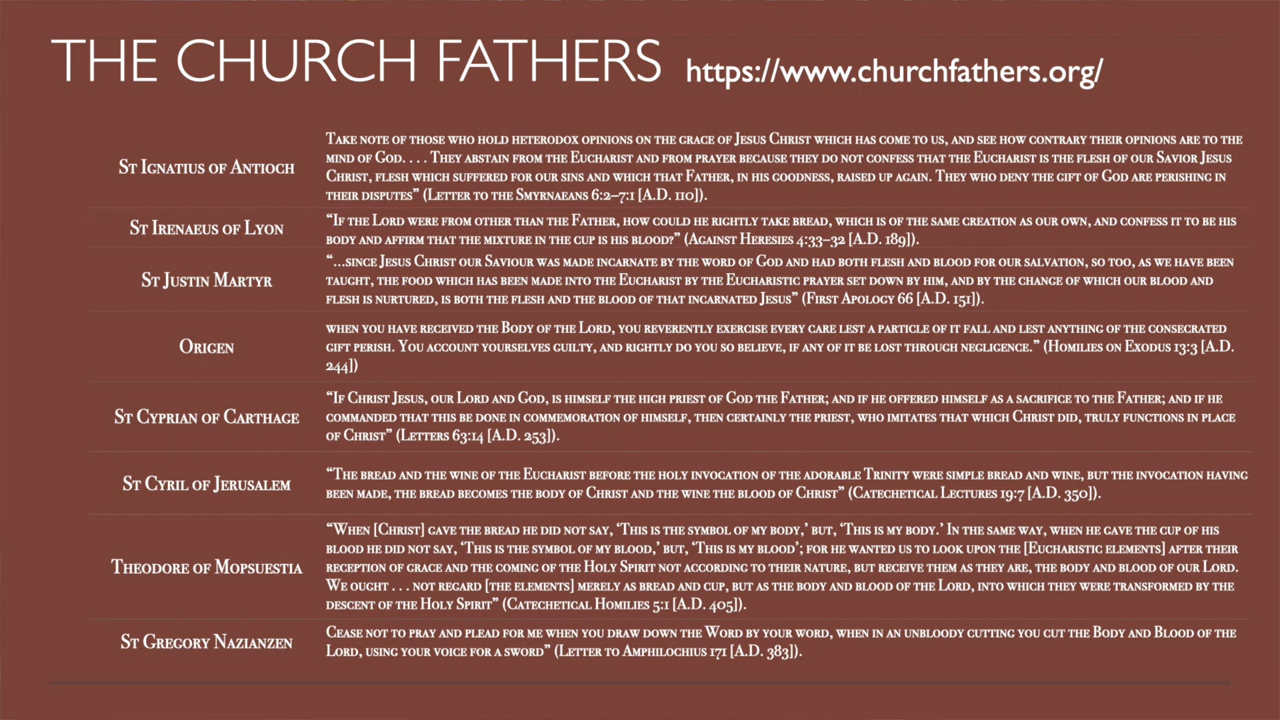 THE CHURCH FATHERS https://www.churchfathers.org/
St Ignatius of Antioch
Take note of those who hold heterodox opinions on the grace of Jesus Christ which has come to us, and see how contrary their opinions are to the
mind of God. . . . They abstain from the Eucharist and from prayer because they do not confess that the Eucharist is the flesh of our Savior Jesus
Christ, flesh which suffered for our sins and which that Father, in his goodness, raised up again. They who deny the gift of God are perishing in
their disputes” (Letter to the Smyrnaeans 6:2–7:1 [A.D. 110]).
St Irenaeus of Lyon
“If the Lord were from other than the Father, how could he rightly take bread, which is of the same creation as our own, and confess it to be his
body and affirm that the mixture in the cup is his blood?” (Against Heresies 4:33–32 [A.D. 189]).
St Justin Martyr
“...since Jesus Christ our Saviour was made incarnate by the word of God and had both flesh and blood for our salvation, so too, as we have been
taught, the food which has been made into the Eucharist by the Eucharistic prayer set down by him, and by the change of which our blood and
flesh is nurtured, is both the flesh and the blood of that incarnated Jesus” (First Apology 66 [A.D. 151]).
Origen
when you have received the Body of the Lord, you reverently exercise every care lest a particle of it fall and lest anything of the consecrated
gift perish. You account yourselves guilty, and rightly do you so believe, if any of it be lost through negligence.” (Homilies on Exodus 13:3 [A.D.
244])
St Cyprian of Carthage
“If Christ Jesus, our Lord and God, is himself the high priest of God the Father; and if he offered himself as a sacrifice to the Father; and if he
commanded that this be done in commemoration of himself, then certainly the priest, who imitates that which Christ did, truly functions in place
of Christ” (Letters 63:14 [A.D. 253]).
St Cyril of Jerusalem
“The bread and the wine of the Eucharist before the holy invocation of the adorable Trinity were simple bread and wine, but the invocation having
been made, the bread becomes the body of Christ and the wine the blood of Christ” (Catechetical Lectures 19:7 [A.D. 350]).
Theodore of Mopsuestia
“When [Christ] gave the bread he did not say, ‘This is the symbol of my body,’ but, ‘This is my body.’ In the same way, when he gave the cup of his
blood he did not say, ‘This is the symbol of my blood,’ but, ‘This is my blood’; for he wanted us to look upon the [Eucharistic elements] after their
reception of grace and the coming of the Holy Spirit not according to their nature, but receive them as they are, the body and blood of our Lord.
We ought . . . not regard [the elements] merely as bread and cup, but as the body and blood of the Lord, into which they were transformed by the
descent of the Holy Spirit” (Catechetical Homilies 5:1 [A.D. 405]).
St Gregory Nazianzen
Cease not to pray and plead for me when you draw down the Word by your word, when in an unbloody cutting you cut the Body and Blood of the
Lord, using your voice for a sword” (Letter to Amphilochius 171 [A.D. 383]).